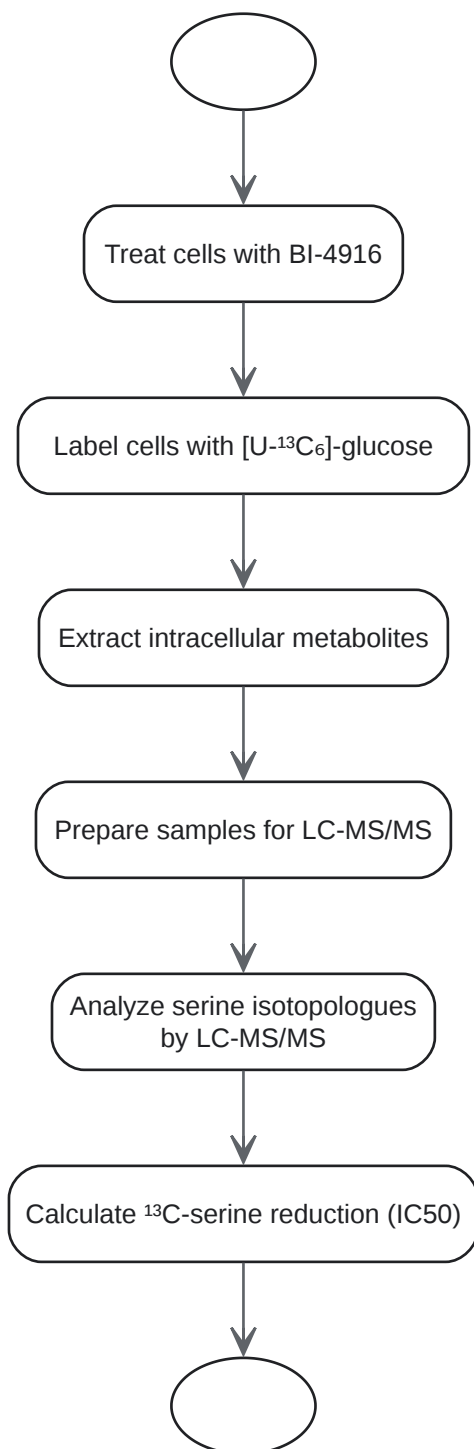 Treat cells with BI-4916
Label cells with [U-¹³C₆]-glucose
Extract intracellular metabolites
Prepare samples for LC-MS/MS
Analyze serine isotopologues
by LC-MS/MS
Calculate ¹³C-serine reduction (IC50)